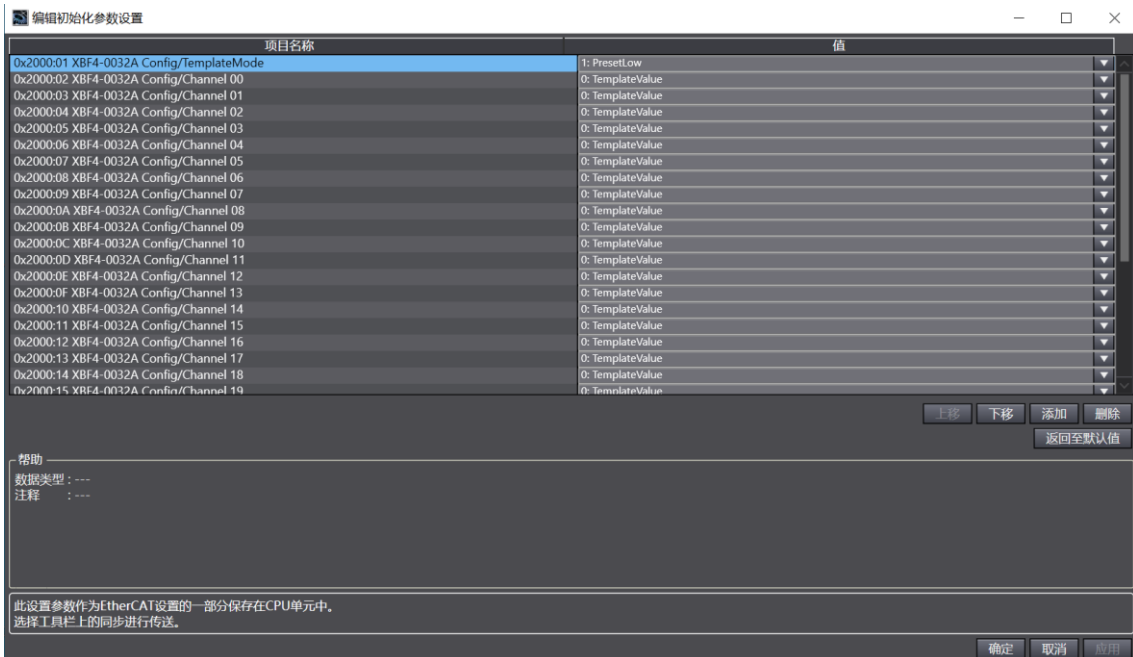 编辑初始化参数设置
项目名称 值
0x2000:01 XBF4-0032A Config/TemplateMode 1: PresetLow
0x2000:02 XBF4-0032A Config/Channel 00 0: TemplateValue
0x2000:03 XBF4-0032A Config/Channel 01 0: TemplateValue
0x2000:04 XBF4-0032A Config/Channel 02 0: TemplateValue
0x2000:05 XBF4-0032A Config/Channel 03 0: TemplateValue
0x2000:06 XBF4-0032A Config/Channel 04 0: TemplateValue
0x2000:07 XBF4-0032A Config/Channel 05 0: TemplateValue
0x2000:08 XBF4-0032A Config/Channel 06 0: TemplateValue
0x2000:09 XBF4-0032A Config/Channel 07 0: TemplateValue
0x2000:0A XBF4-0032A Config/Channel 08 0: TemplateValue
0x2000:0B XBF4-0032A Config/Channel 09 0: TemplateValue
0x2000:0C XBF4-0032A Config/Channel 10 0: TemplateValue
0x2000:0D XBF4-0032A Config/Channel 11 0: TemplateValue
0x2000:0E XBF4-0032A Config/Channel 12 0: TemplateValue
0x2000:0F XBF4-0032A Config/Channel 13 0: TemplateValue
0x2000:10 XBF4-0032A Config/Channel 14 0: TemplateValue
0x2000:11 XBF4-0032A Config/Channel 15 0: TemplateValue
0x2000:12 XBF4-0032A Config/Channel 16 0: TemplateValue
0x2000:13 XBF4-0032A Config/Channel 17 0: TemplateValue
0x2000:14 XBF4-0032A Config/Channel 18 0: TemplateValue
0x2000:15 XBF4-0032A Config/Channel 19 0: TemplateValue
上移 下移 添加 删除
返回至默认值
帮助
数据类型 : ---
注释 : ---
此设置参数作为EtherCAT设置的一部分保存在CPU单元中。
选择工具栏上的同步进行传送。
确定 取消 应用